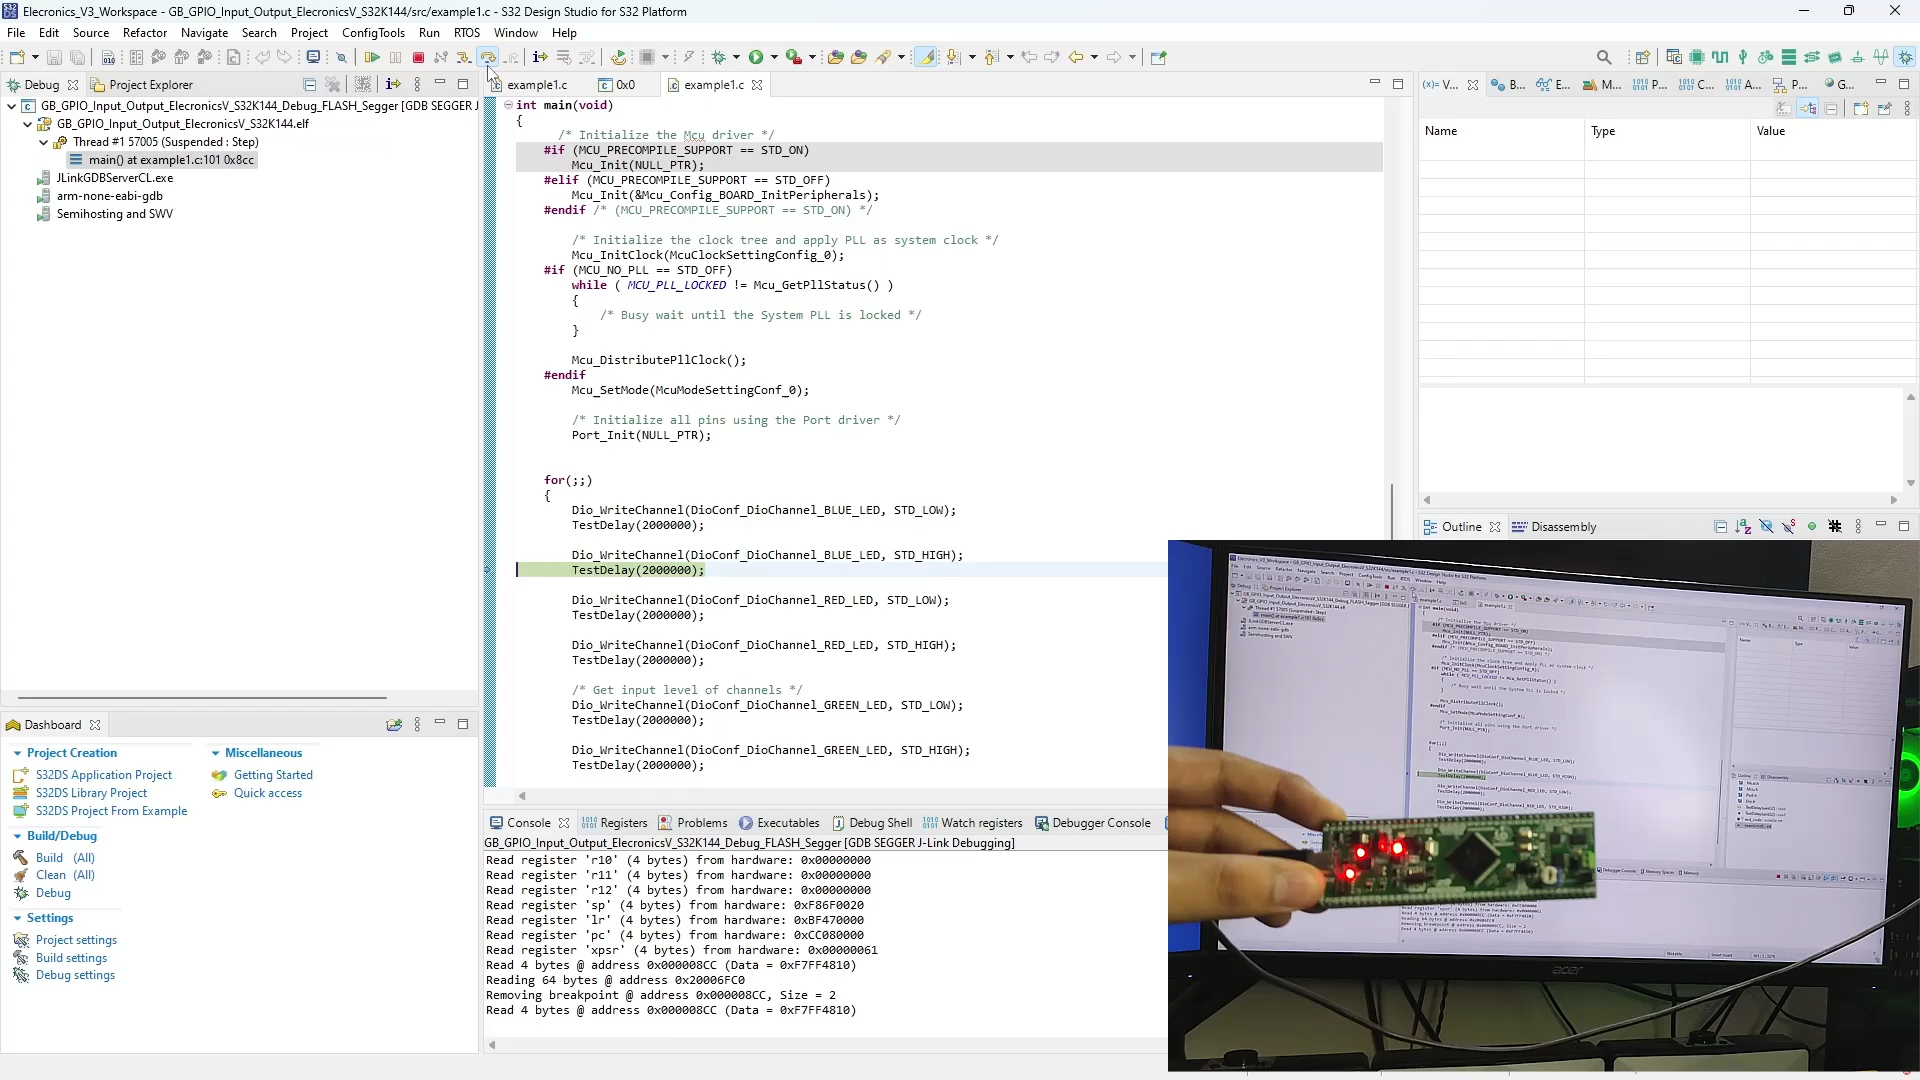 Elecronics_V3_Workspace - GB_GPIO_Input_Output_ElecronicsV_S32K144/src/example1.c - S32 Design Studio for S32 Platform
File Edit Source Refactor Navigate Search Project ConfigTools Run RTOS Window Help
Debug Project Explorer
GB_GPIO_Input_Output_ElecronicsV_S32K144_Debug_FLASH_Segger [GDB SEGGER J
GB_GPIO_Input_Output_ElecronicsV_S32K144.elf
Thread #1 57005 (Suspended : Step)
main() at example1.c:101 0x8cc
JLinkGDBServerCL.exe
arm-none-eabi-gdb
Semihosting and SWV
example1.c 0x0 example1.c
int main(void)
{
/* Initialize the Mcu driver */
#if (MCU_PRECOMPILE_SUPPORT == STD_ON)
Mcu_Init(NULL_PTR);
#elif (MCU_PRECOMPILE_SUPPORT == STD_OFF)
Mcu_Init(&Mcu_Config_BOARD_InitPeripherals);
#endif /* (MCU_PRECOMPILE_SUPPORT == STD_ON) */
/* Initialize the clock tree and apply PLL as system clock */
Mcu_InitClock(McuClockSettingConfig_0);
#if (MCU_NO_PLL == STD_OFF)
while ( MCU_PLL_LOCKED != Mcu_GetPllStatus() )
{
/* Busy wait until the System PLL is locked */
}
Mcu_DistributePllClock();
#endif
Mcu_SetMode(McuModeSettingConf_0);
/* Initialize all pins using the Port driver */
Port_Init(NULL_PTR);
for(;;)
{
Dio_WriteChannel(DioConf_DioChannel_BLUE_LED, STD_LOW);
TestDelay(2000000);
Dio_WriteChannel(DioConf_DioChannel_BLUE_LED, STD_HIGH);
TestDelay(2000000);
Dio_WriteChannel(DioConf_DioChannel_RED_LED, STD_LOW);
TestDelay(2000000);
Dio_WriteChannel(DioConf_DioChannel_RED_LED, STD_HIGH);
TestDelay(2000000);
/* Get input level of channels */
Dio_WriteChannel(DioConf_DioChannel_GREEN_LED, STD_LOW);
TestDelay(2000000);
Dio_WriteChannel(DioConf_DioChannel_GREEN_LED, STD_HIGH);
TestDelay(2000000);
(x)= V... B... E... M... P... C... A... P... G...
Name Type Value
Outline Disassembly
Dashboard
Project Creation
S32DS Application Project
S32DS Library Project
S32DS Project From Example
Build/Debug
Build (All)
Clean (All)
Debug
Settings
Project settings
Build settings
Debug settings
Miscellaneous
Getting Started
Quick access
Console Registers Problems Executables Debug Shell Watch registers Debugger Console
GB_GPIO_Input_Output_ElecronicsV_S32K144_Debug_FLASH_Segger [GDB SEGGER J-Link Debugging]
Read register 'r10' (4 bytes) from hardware: 0x00000000
Read register 'r11' (4 bytes) from hardware: 0x00000000
Read register 'r12' (4 bytes) from hardware: 0x00000000
Read register 'sp' (4 bytes) from hardware: 0xF86F0020
Read register 'lr' (4 bytes) from hardware: 0xBF470000
Read register 'pc' (4 bytes) from hardware: 0xCC080000
Read register 'xpsr' (4 bytes) from hardware: 0x00000061
Read 4 bytes @ address 0x000008CC (Data = 0xF7FF4810)
Reading 64 bytes @ address 0x20006FC0
Removing breakpoint @ address 0x000008CC, Size = 2
Read 4 bytes @ address 0x000008CC (Data = 0xF7FF4810)
acer